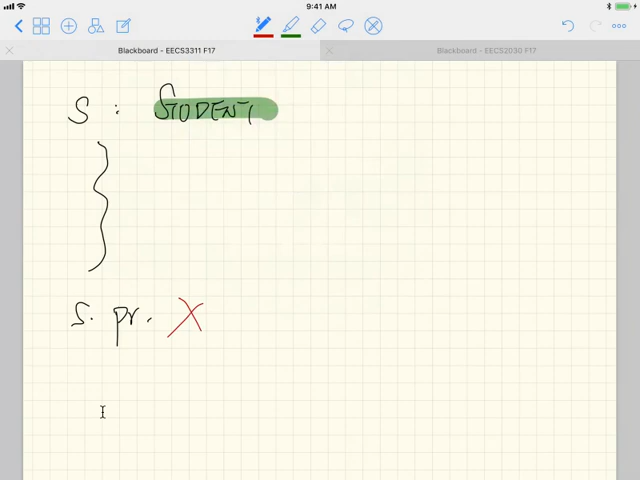 9:41 AM
Blackboard - EECS3311 F17
Blackboard - EECS2030 F17
S : STUDENT
S. pr. X